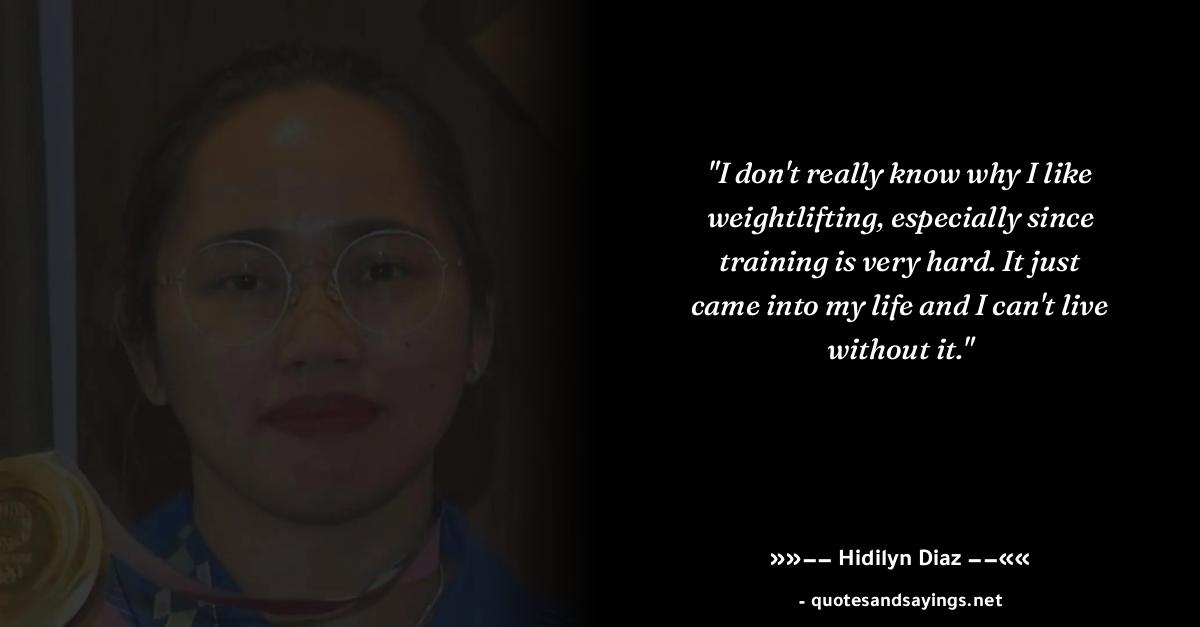 "I don't really know why I like
weightlifting, especially since
training is very hard. It just
came into my life and I can't live
without it."
»»–– Hidilyn Diaz ––««
- quotesandsayings.net